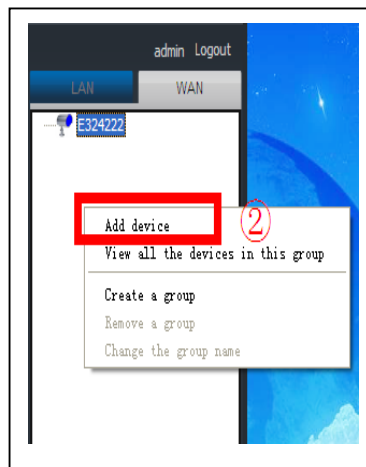 admin Logout
LAN WAN
E324222
Add device
②
View all the devices in this group
Create a group
Remove a group
Change the group name